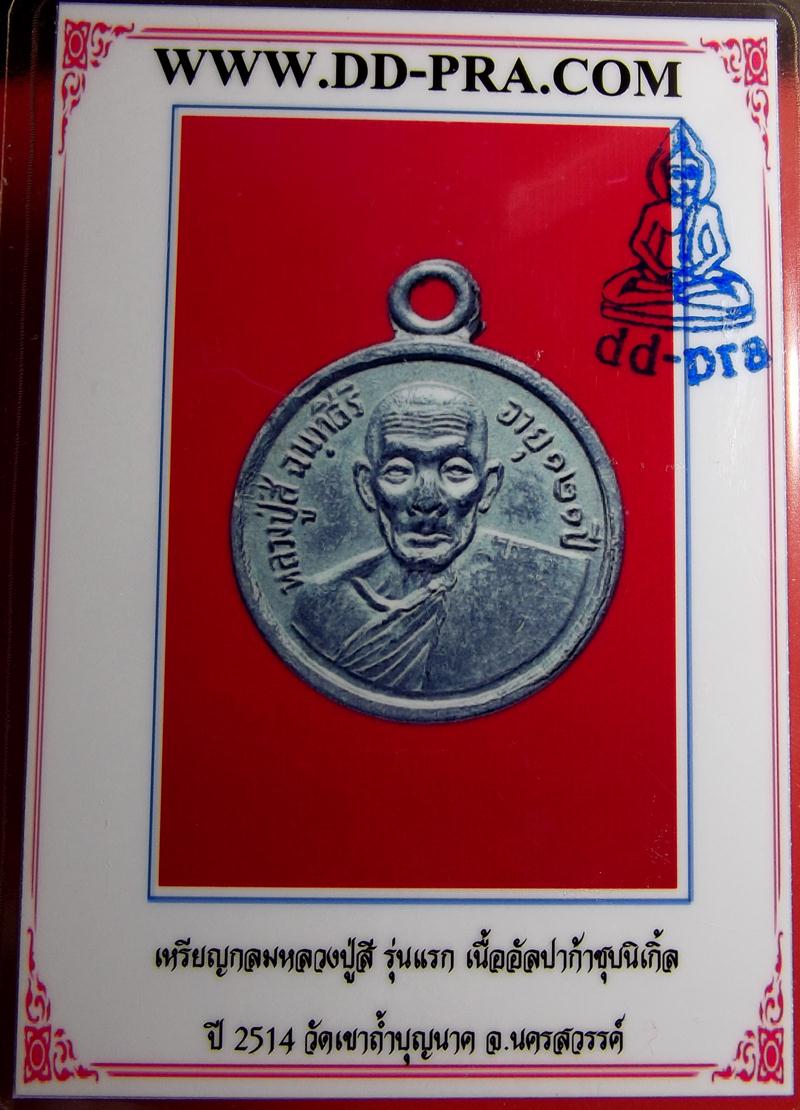 WWW.DD-PRA.COM
dd-pra
หลวงปู่สี ฉนฺทสิริ
อายุ ๑๒๑ ปี
เหรียญกลมหลวงปู่สี รุ่นแรก เนื้ออัลปาก้าชุบนิเกิ้ล
ปี 2514 วัดเขาถ้ำบุญนาค จ.นครสวรรค์